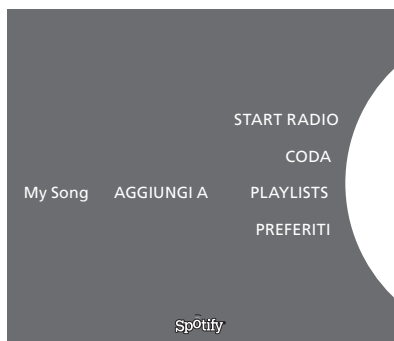 START RADIO
CODA
My Song AGGIUNGI A PLAYLISTS
PREFERITI
Spotify